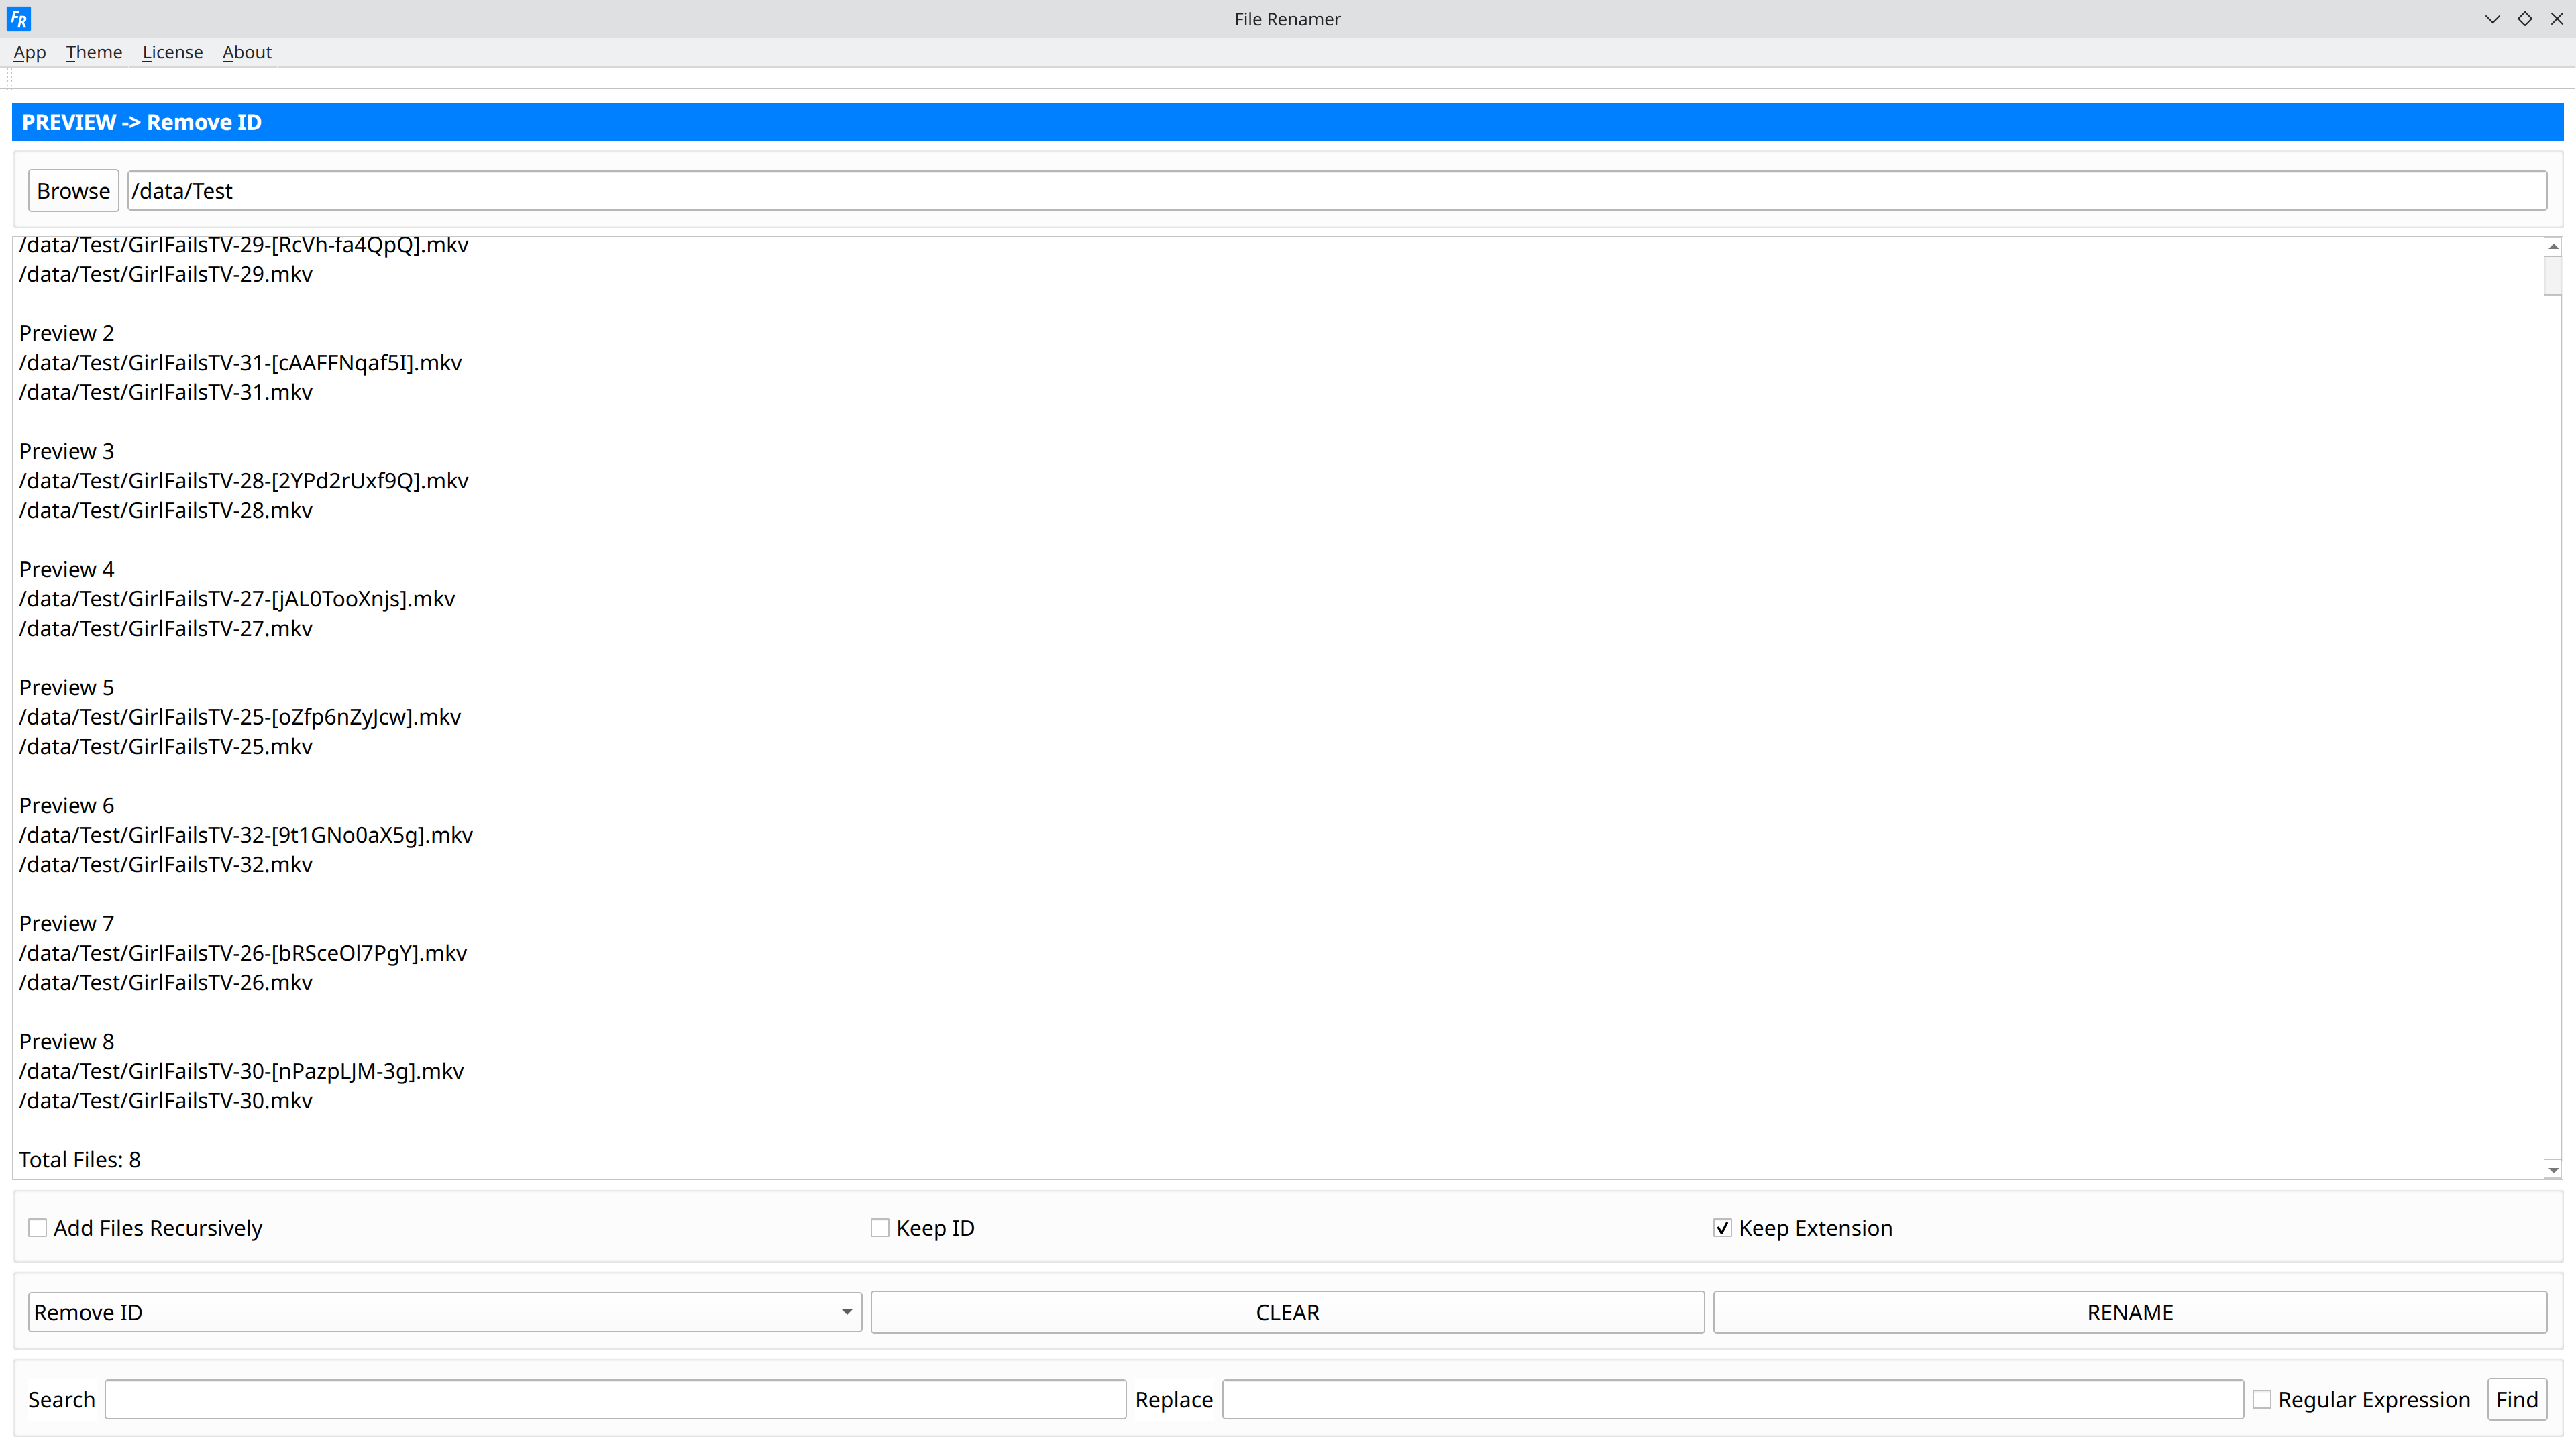 FR
File Renamer
App Theme License About
PREVIEW -> Remove ID
Browse /data/Test
/data/Test/GirlFailsTV-29-[RcVh-fa4QpQ].mkv
/data/Test/GirlFailsTV-29.mkv
Preview 2
/data/Test/GirlFailsTV-31-[cAAFFNqaf5I].mkv
/data/Test/GirlFailsTV-31.mkv
Preview 3
/data/Test/GirlFailsTV-28-[2YPd2rUxf9Q].mkv
/data/Test/GirlFailsTV-28.mkv
Preview 4
/data/Test/GirlFailsTV-27-[jAL0TooXnjs].mkv
/data/Test/GirlFailsTV-27.mkv
Preview 5
/data/Test/GirlFailsTV-25-[oZfp6nZyJcw].mkv
/data/Test/GirlFailsTV-25.mkv
Preview 6
/data/Test/GirlFailsTV-32-[9t1GNo0aX5g].mkv
/data/Test/GirlFailsTV-32.mkv
Preview 7
/data/Test/GirlFailsTV-26-[bRSceOl7PgY].mkv
/data/Test/GirlFailsTV-26.mkv
Preview 8
/data/Test/GirlFailsTV-30-[nPazpLJM-3g].mkv
/data/Test/GirlFailsTV-30.mkv
Total Files: 8
Add Files Recursively Keep ID Keep Extension
Remove ID CLEAR RENAME
Search Replace Regular Expression Find